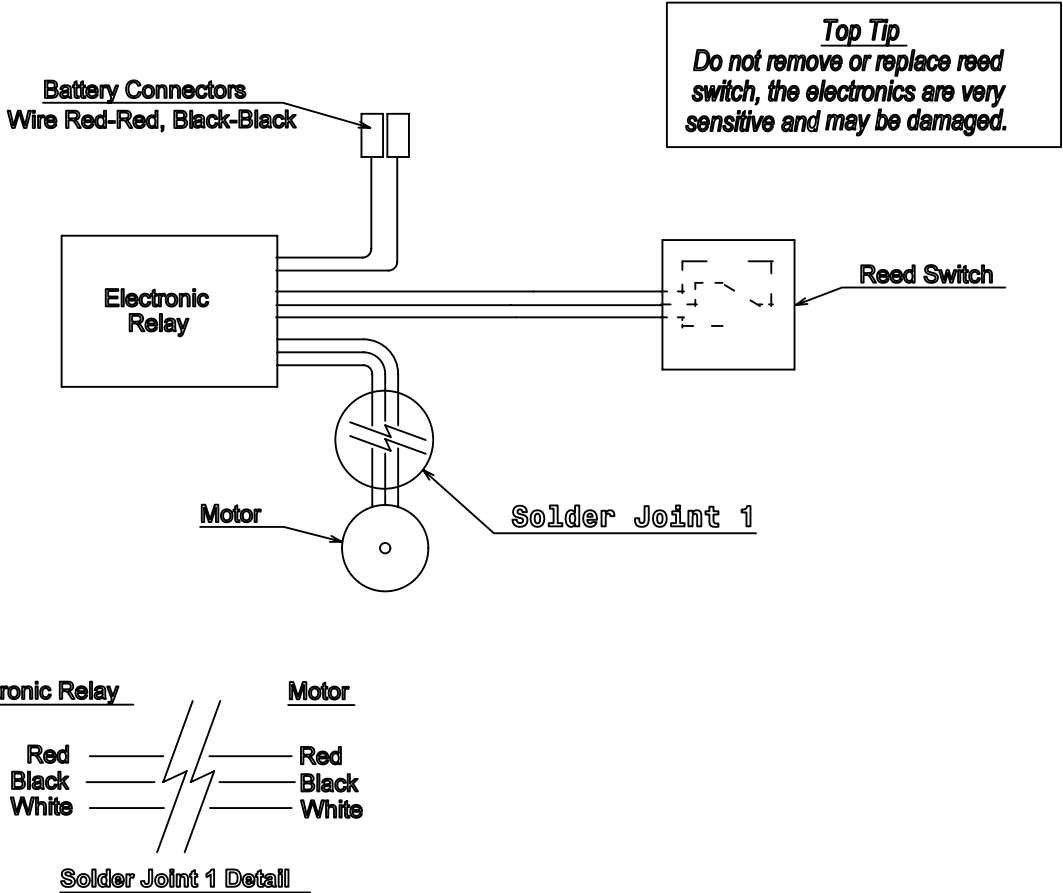 Top Tip
Do not remove or replace reed
switch, the electronics are very
sensitive and may be damaged.
Battery Connectors
Wire Red-Red, Black-Black
Electronic
Relay
Reed Switch
Motor
Solder Joint 1
tronic Relay
Motor
Red
Red
Black
Black
White
White
Solder Joint 1 Detail